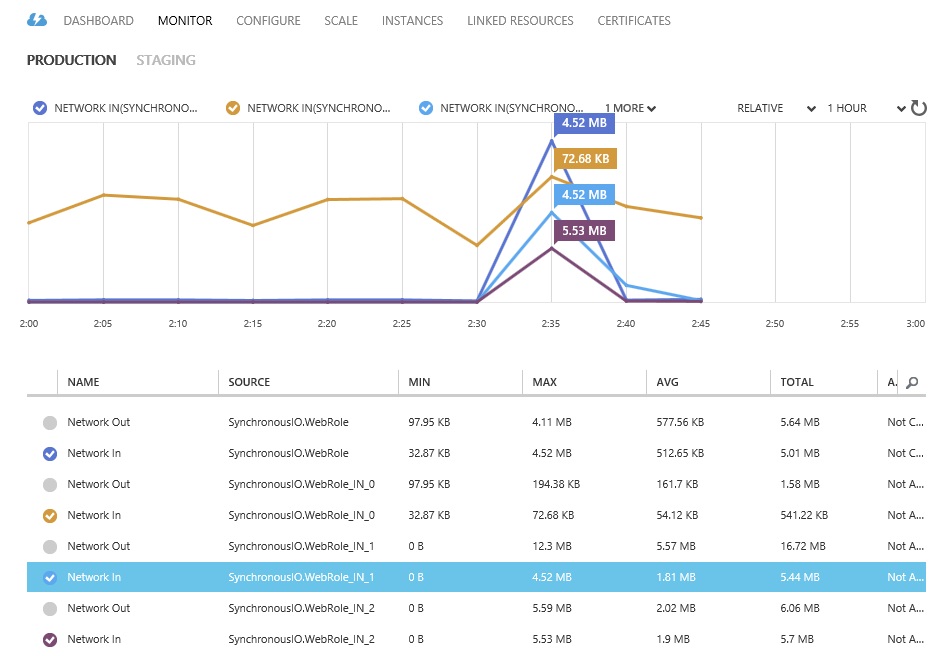 DASHBOARD MONITOR CONFIGURE SCALE INSTANCES LINKED RESOURCES CERTIFICATES
PRODUCTION STAGING
NETWORK IN(SYNCHRONO... NETWORK IN(SYNCHRONO... NETWORK IN(SYNCHRONO... 1 MORE RELATIVE 1 HOUR
4.52 MB
72.68 KB
4.52 MB
5.53 MB
2:00 2:05 2:10 2:15 2:20 2:25 2:30 2:35 2:40 2:45 2:50 2:55 3:00
NAME SOURCE MIN MAX AVG TOTAL A.
Network Out SynchronousIO.WebRole 97.95 KB 4.11 MB 577.56 KB 5.64 MB Not C...
Network In SynchronousIO.WebRole 32.87 KB 4.52 MB 512.65 KB 5.01 MB Not C...
Network Out SynchronousIO.WebRole_IN_0 97.95 KB 194.38 KB 161.7 KB 1.58 MB Not A...
Network In SynchronousIO.WebRole_IN_0 32.87 KB 72.68 KB 54.12 KB 541.22 KB Not A...
Network Out SynchronousIO.WebRole_IN_1 0 B 12.3 MB 5.57 MB 16.72 MB Not A...
Network In SynchronousIO.WebRole_IN_1 0 B 4.52 MB 1.81 MB 5.44 MB Not A...
Network Out SynchronousIO.WebRole_IN_2 0 B 5.59 MB 2.02 MB 6.06 MB Not A...
Network In SynchronousIO.WebRole_IN_2 0 B 5.53 MB 1.9 MB 5.7 MB Not A...